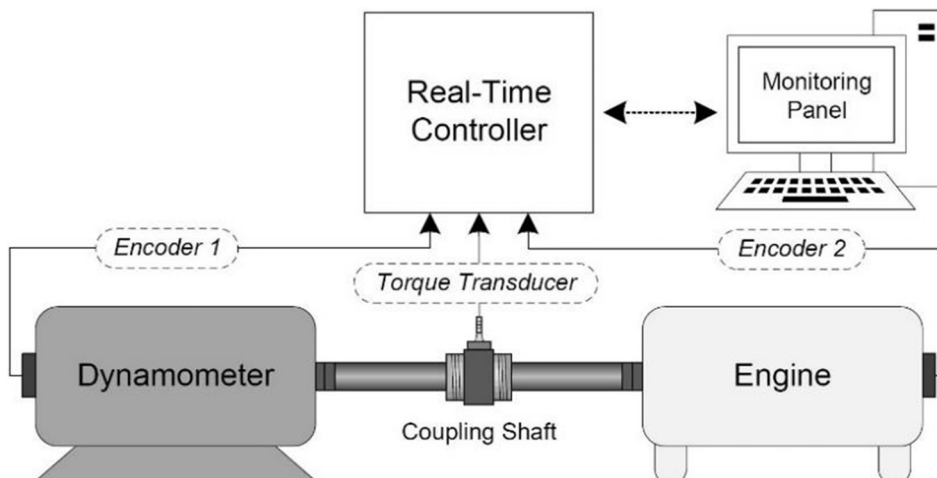 Real-Time
Controller
Monitoring
Panel
Encoder 1
Encoder 2
Torque Transducer
Dynamometer
Engine
Coupling Shaft